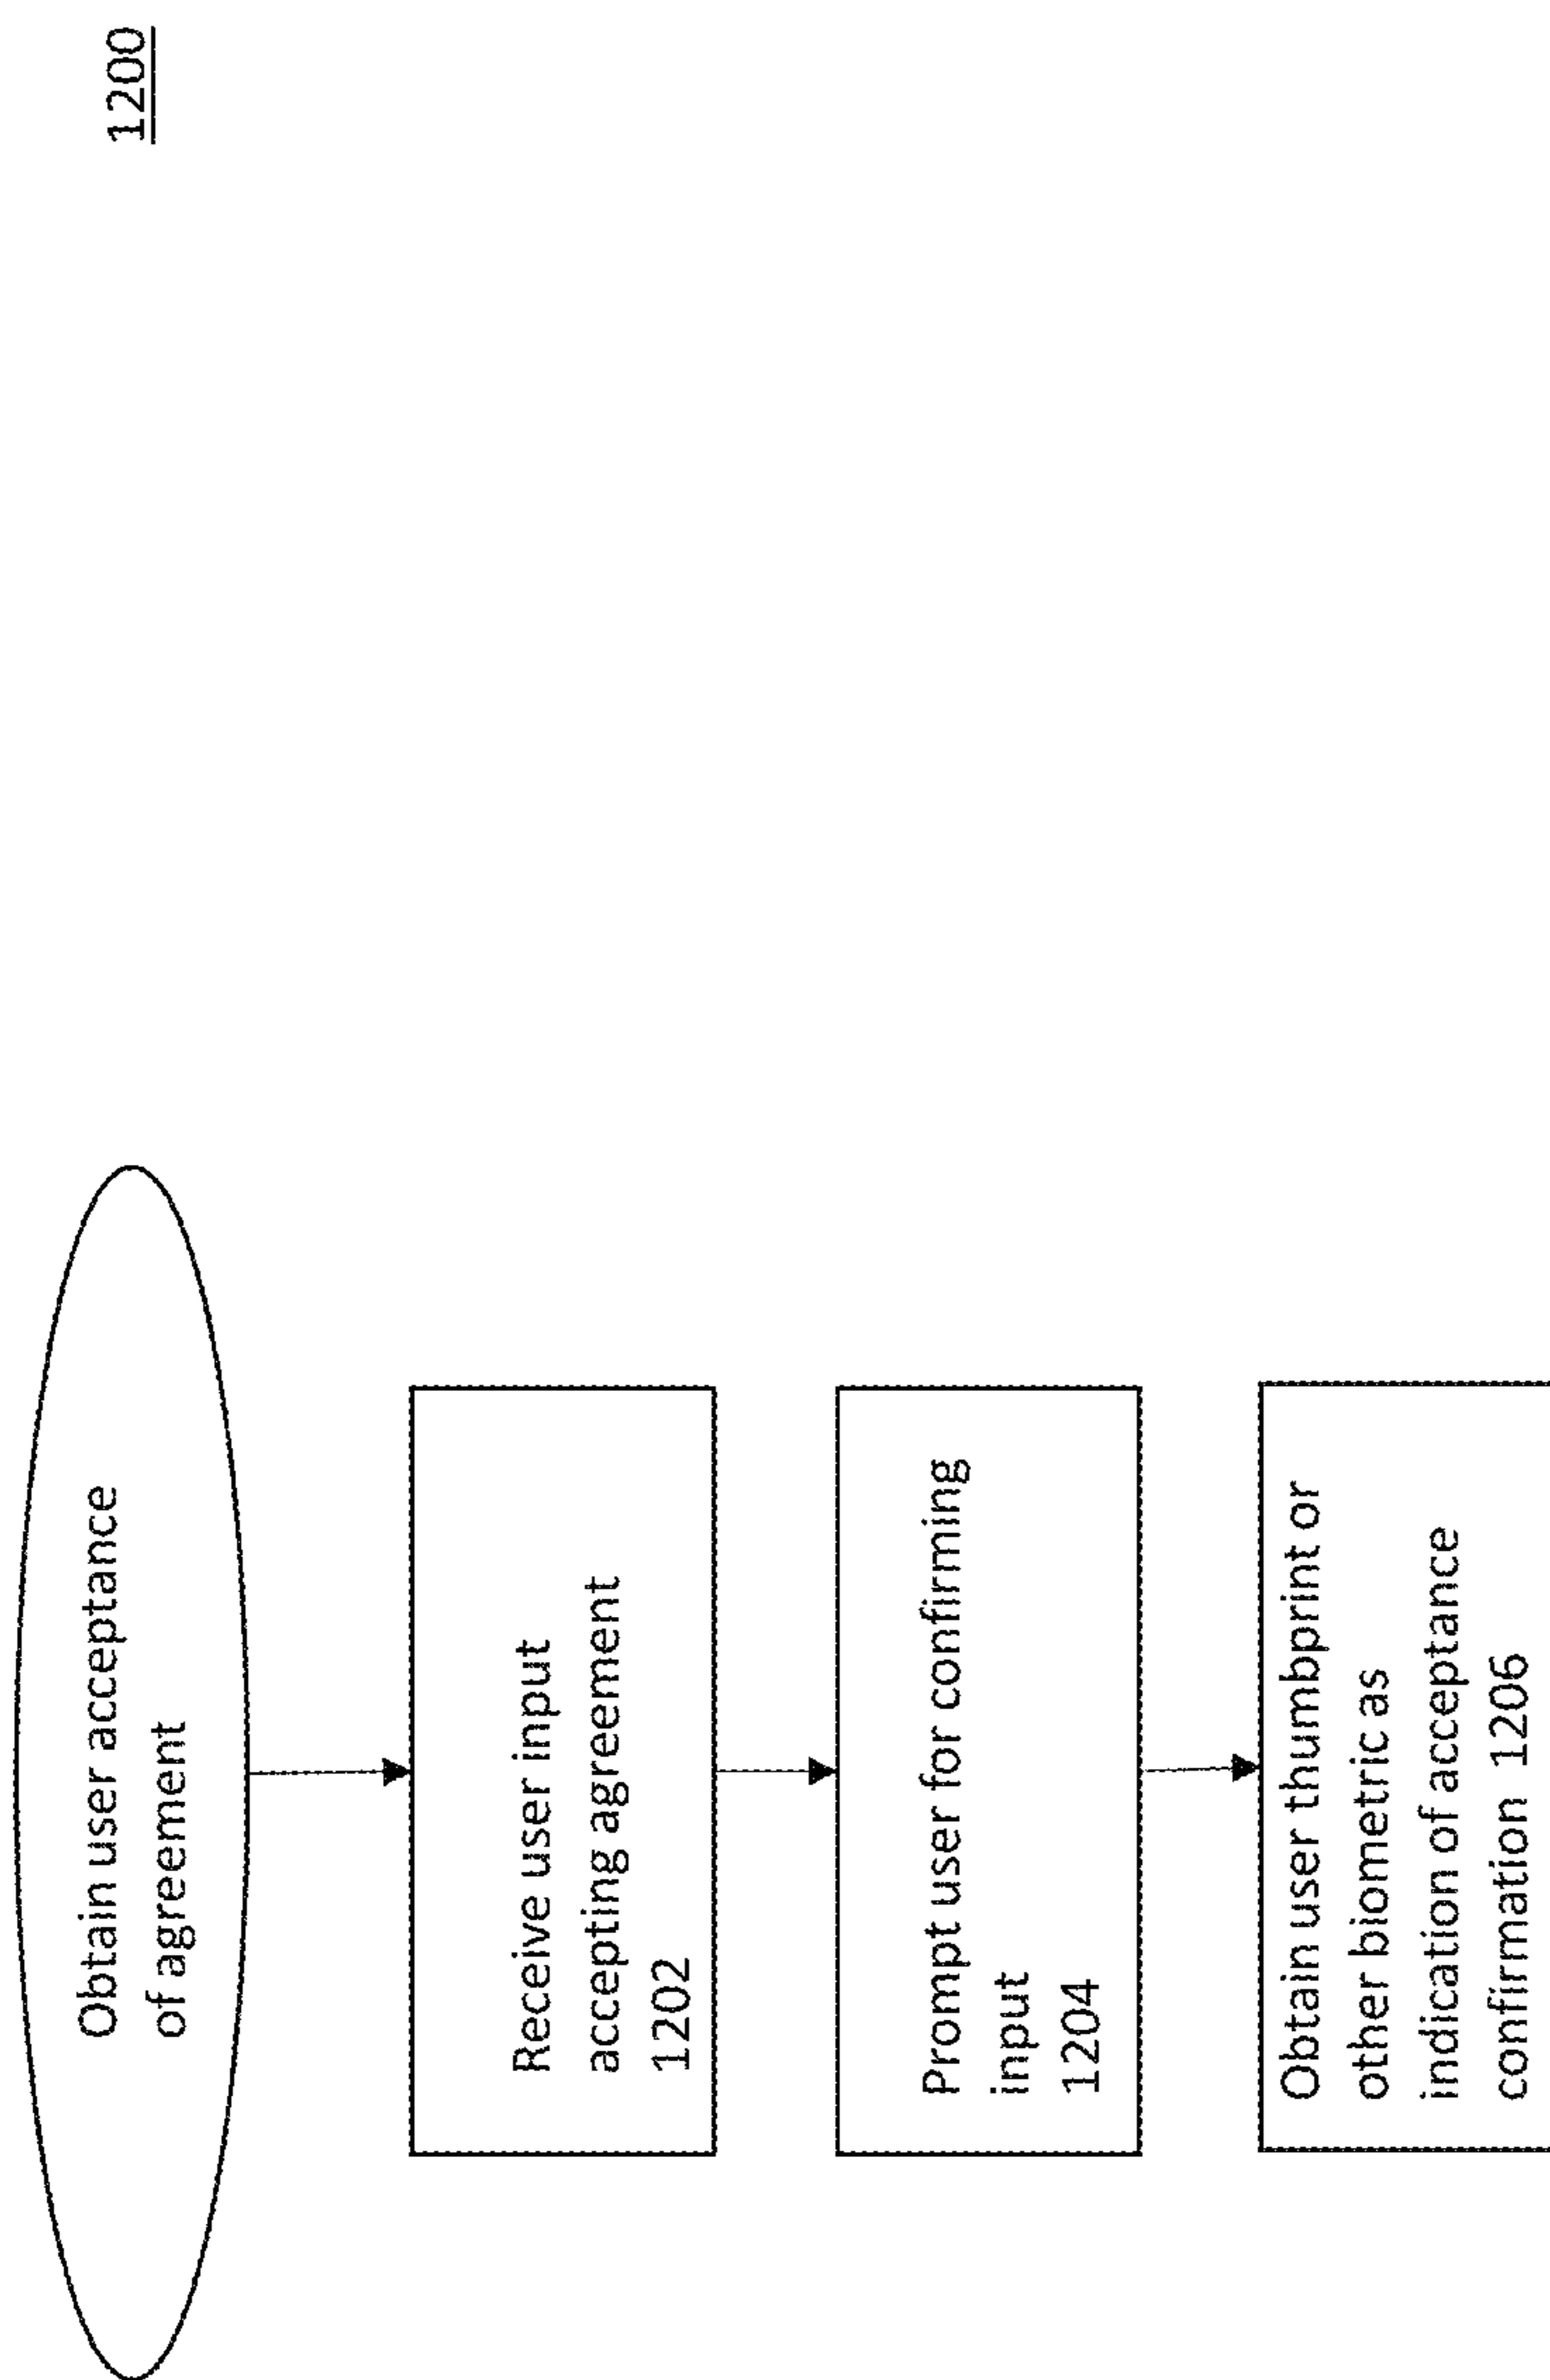 1200
Obtain user acceptance
of agreement
Receive user input
accepting agreement
1202
Prompt user for confirming
input
1204
Obtain user thumbprint or
other biometric as
indication of acceptance
confirmation 1206